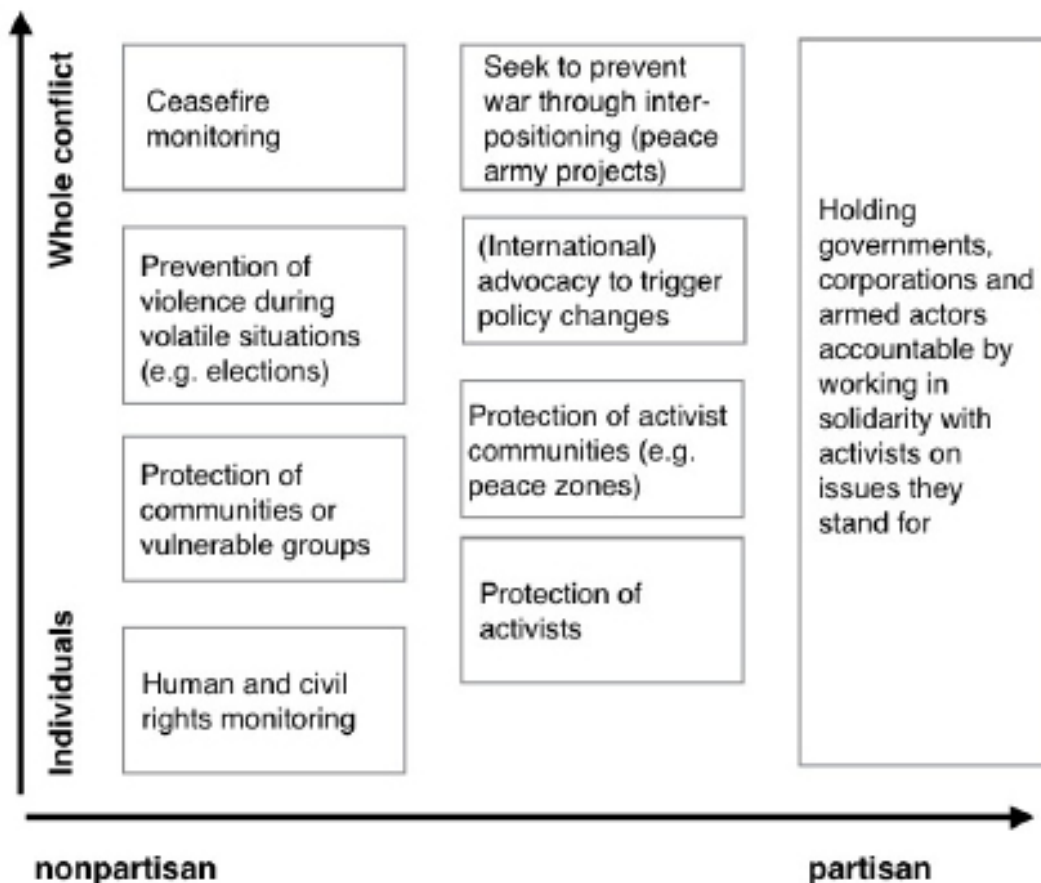 Whole conflict
Individuals
Ceasefire
monitoring
Prevention of
violence during
volatile situations
(e.g. elections)
Protection of
communities or
vulnerable groups
Human and civil
rights monitoring
Seek to prevent
war through inter-
positioning (peace
army projects)
(International)
advocacy to trigger
policy changes
Protection of activist
communities (e.g.
peace zones)
Protection of
activists
Holding
governments,
corporations and
armed actors
accountable by
working in
solidarity with
activists on
issues they
stand for
nonpartisan
partisan